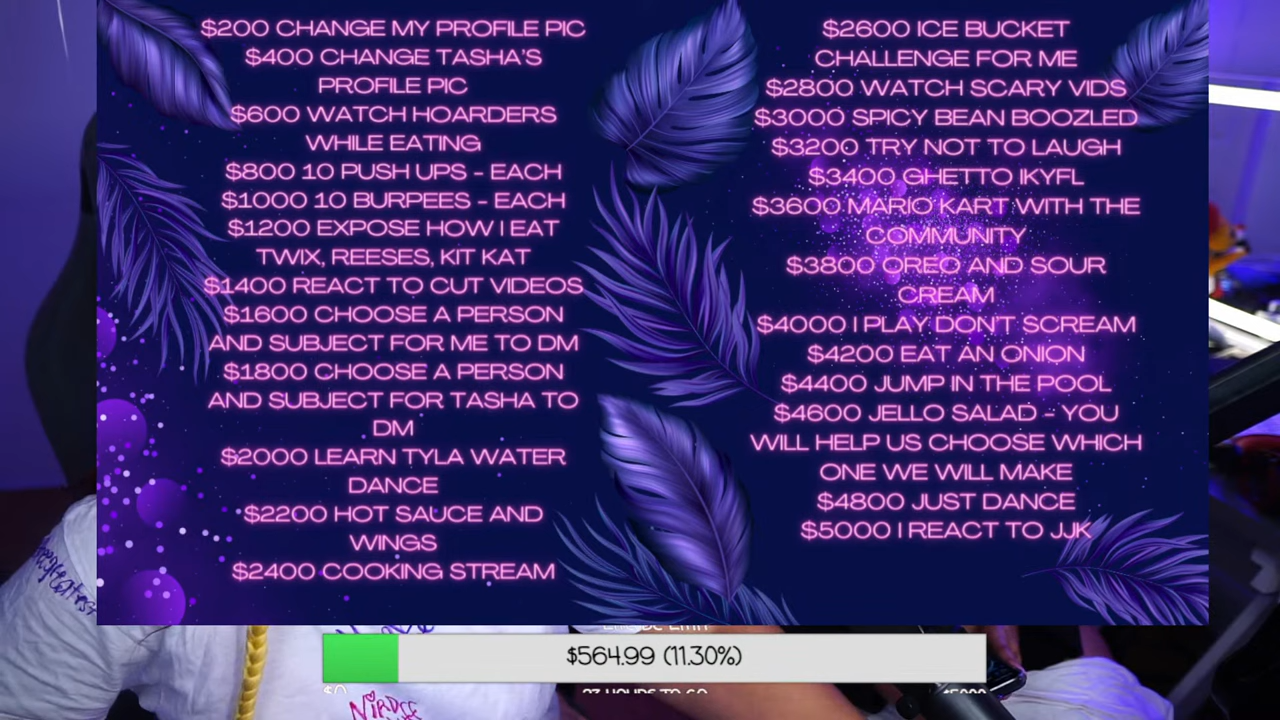 $200 CHANGE MY PROFILE PIC
$400 CHANGE TASHA'S
PROFILE PIC
$600 WATCH HOARDERS
WHILE EATING
$800 10 PUSH UPS - EACH
$1000 10 BURPEES - EACH
$1200 EXPOSE HOW I EAT
TWIX, REESES, KIT KAT
$1400 REACT TO CUT VIDEOS
$1600 CHOOSE A PERSON
AND SUBJECT FOR ME TO DM
$1800 CHOOSE A PERSON
AND SUBJECT FOR TASHA TO
DM
$2000 LEARN TYLA WATER
DANCE
$2200 HOT SAUCE AND
WINGS
$2400 COOKING STREAM
$2600 ICE BUCKET
CHALLENGE FOR ME
$2800 WATCH SCARY VIDS
$3000 SPICY BEAN BOOZLED
$3200 TRY NOT TO LAUGH
$3400 GHETTO IKYFL
$3600 MARIO KART WITH THE
COMMUNITY
$3800 OREO AND SOUR
CREAM
$4000 I PLAY DON'T SCREAM
$4200 EAT AN ONION
$4400 JUMP IN THE POOL
$4600 JELLO SALAD - YOU
WILL HELP US CHOOSE WHICH
ONE WE WILL MAKE
$4800 JUST DANCE
$5000 I REACT TO JJK
$564.99 (11.30%)
$0 23 HOURS TO GO $5000